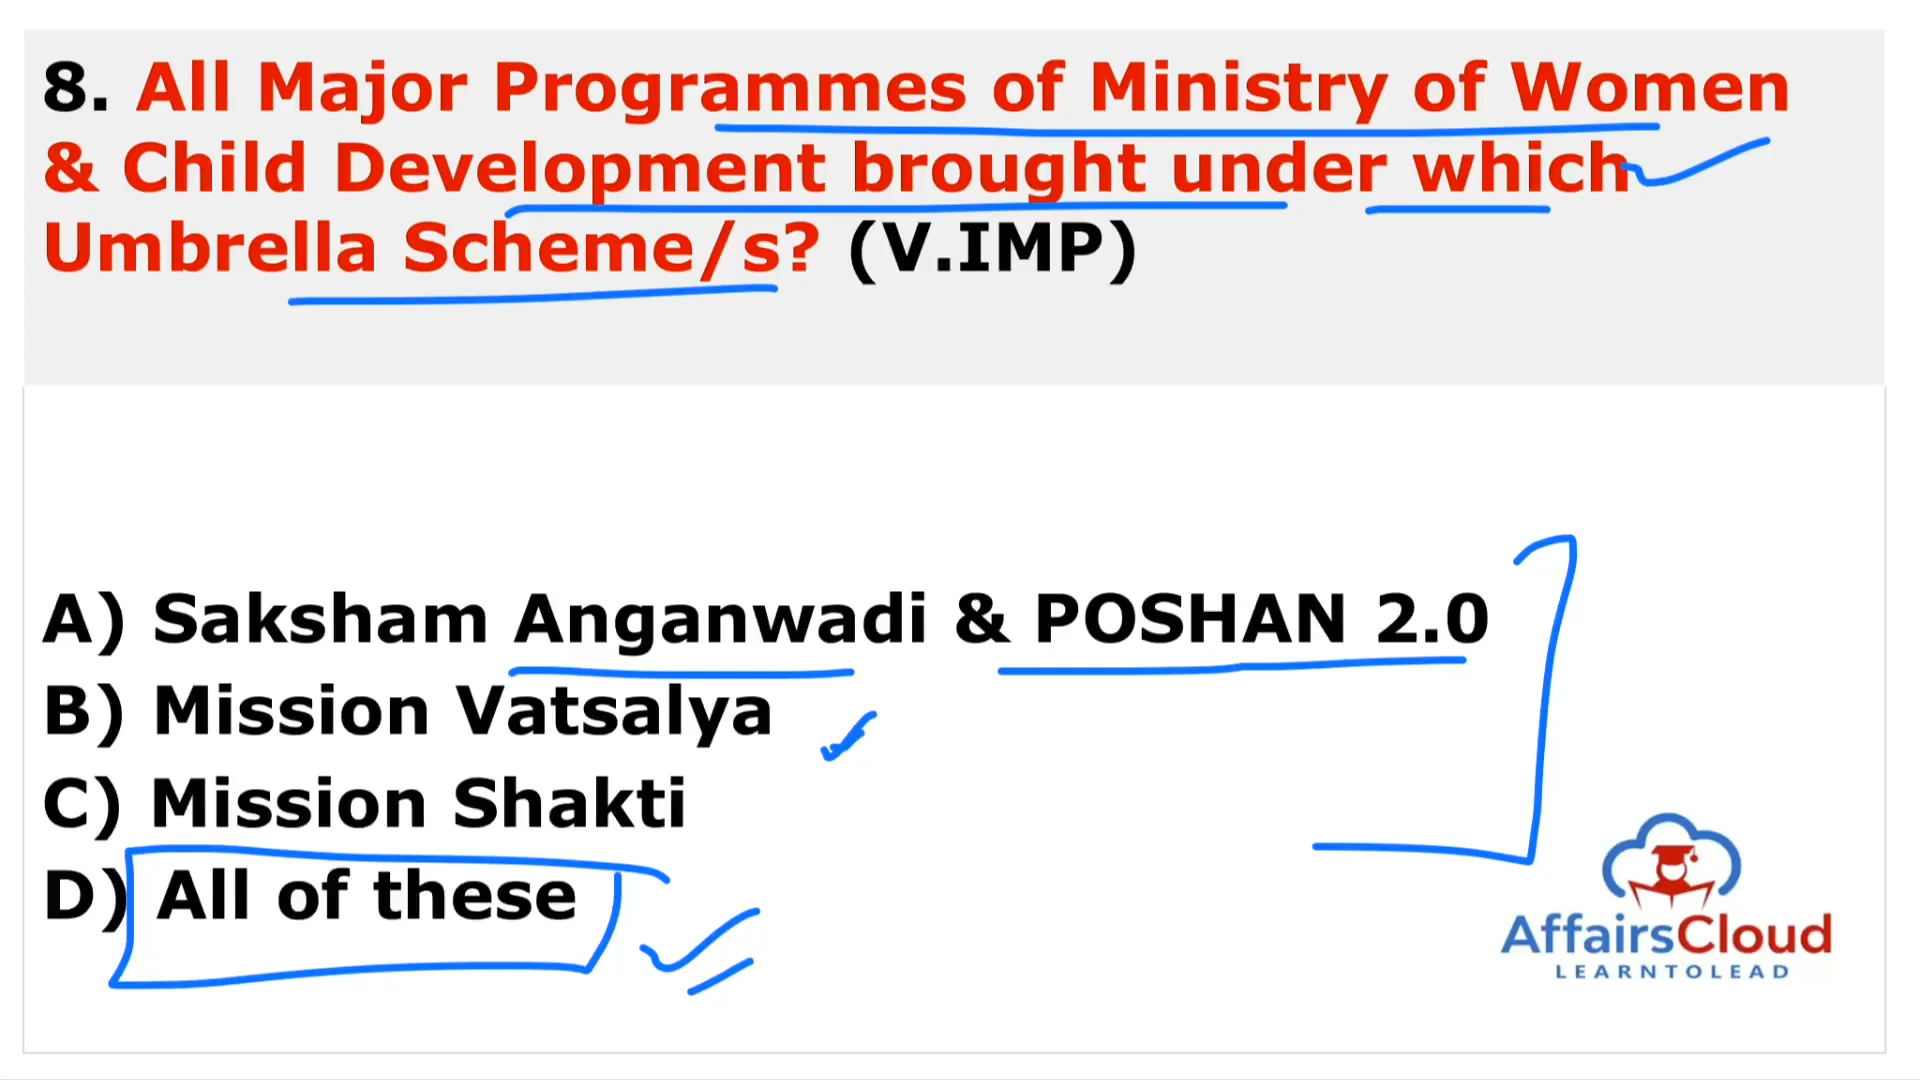 8. All Major Programmes of Ministry of Women
& Child Development brought under which
Umbrella Scheme/s? (V.IMP)
A) Saksham Anganwadi & POSHAN 2.0
B) Mission Vatsalya
C) Mission Shakti
D) All of these
AffairsCloud
LEARNTOLEAD